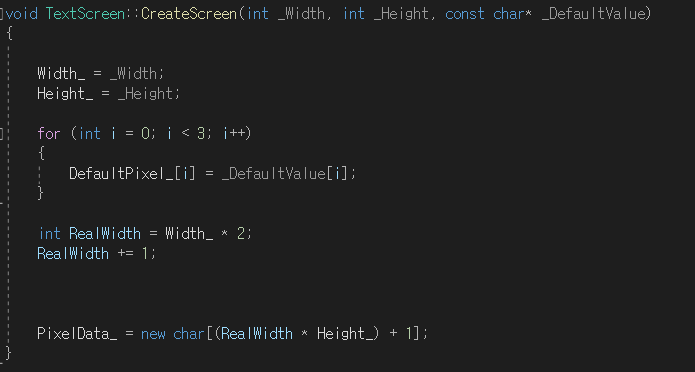 void TextScreen::CreateScreen(int _Width, int _Height, const char* _DefaultValue)
{
Width_ = _Width;
Height_ = _Height;
for (int i = 0; i < 3; i++)
{
DefaultPixel_[i] = _DefaultValue[i];
}
int RealWidth = Width_ * 2;
RealWidth += 1;
PixelData_ = new char[(RealWidth * Height_) + 1];
}